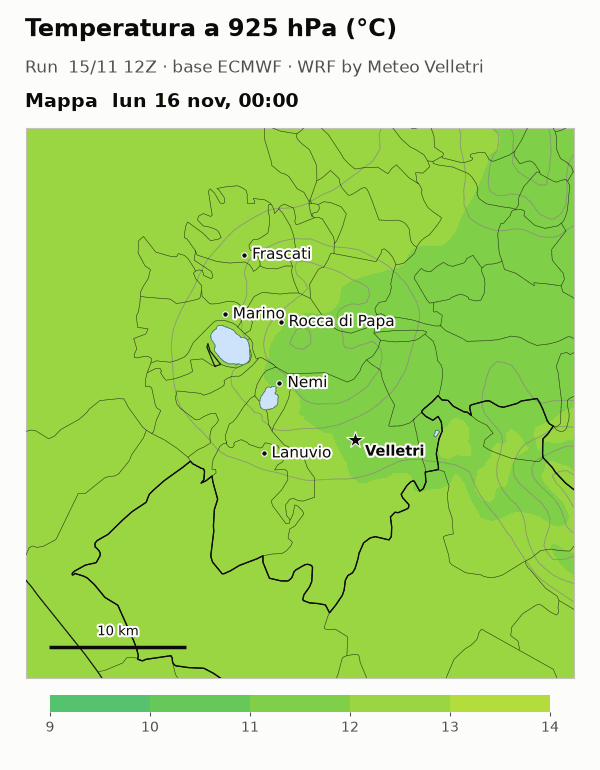 Temperatura a 925 hPa (°C)
Run  15/11 12Z · base ECMWF · WRF by Meteo Velletri
Mappa  lun 16 nov, 00:00
Frascati
Marino
Rocca di Papa
Nemi
Velletri
Lanuvio
10 km
9 10 11 12 13 14